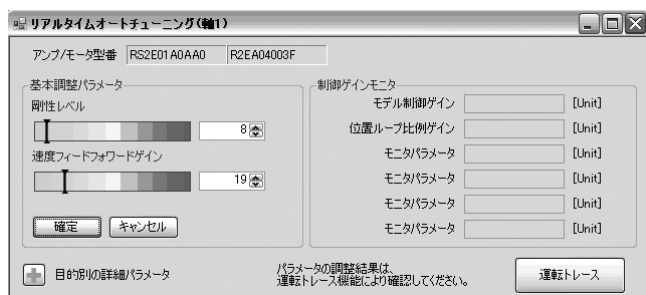 リアルタイムオートチューニング(軸1)
アンプ/モータ型番 RS2E01A0AA0 R2EA04003F
基本調整パラメータ
剛性レベル
8
速度フィードフォワードゲイン
19
確定 キャンセル
制御ゲインモニタ
モデル制御ゲイン [Unit]
位置ループ比例ゲイン [Unit]
モニタパラメータ [Unit]
モニタパラメータ [Unit]
モニタパラメータ [Unit]
モニタパラメータ [Unit]
目的別の詳細パラメータ
パラメータの調整結果は、
運転トレース機能により確認してください。
運転トレース